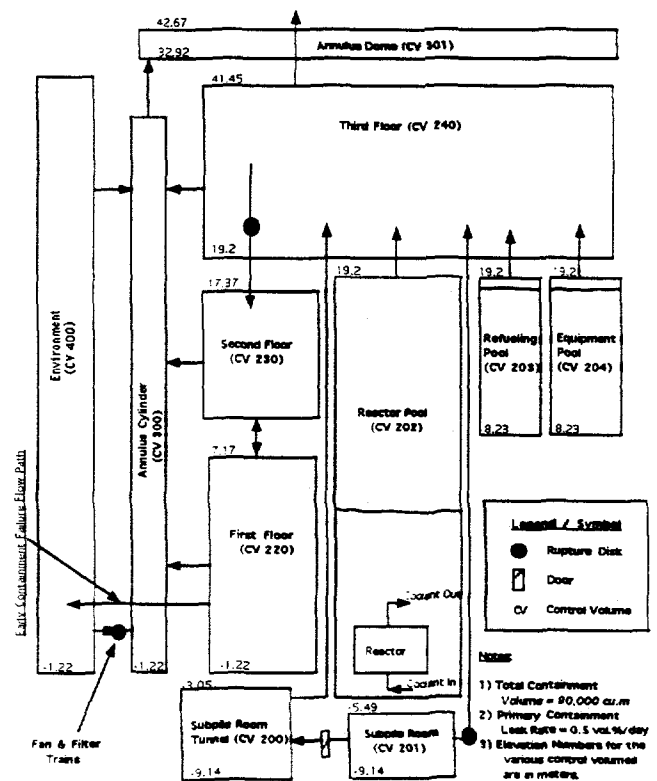 42.67
Annulus Dome (CV 301)
32.92
41.45
Third Floor (CV 240)
19.2
17.37
19.2
19.2
19.2
Second Floor
(CV 230)
Refueling
Pool
(CV 203)
Equipment
Pool
(CV 204)
Environment
(CV 400)
Annulus Cylinder
(CV 300)
Reactor Pool
(CV 202)
8.23
8.23
7.17
First Floor
(CV 220)
Early Containment Failure Flow Path
Legend / Symbol
Rupture Disk
Door
CV Control Volume
Coolant Out
Reactor
Coolant In
-1.22
-1.22
-1.22
-3.05
-5.49
Subpile Room
Tunnel (CV 200)
Subpile Room
(CV 201)
-9.14
-9.14
Fan & Filter
Trains
Notes:
1) Total Containment
Volume = 90,000 cu.m
2) Primary Containment
Leak Rate = 0.5 vol.%/day
3) Elevation Numbers for the
various control volumes
are in meters.